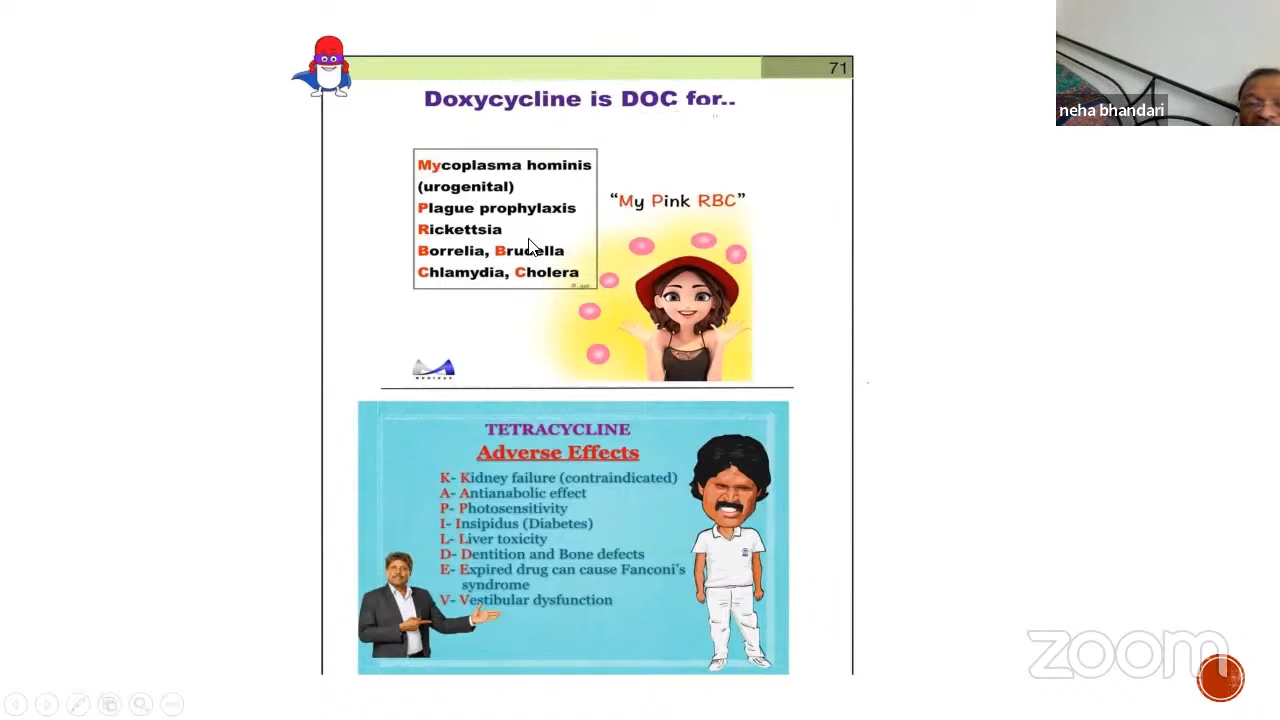 71
Doxycycline is DOC for..
Mycoplasma hominis
(urogenital)
Plague prophylaxis
Rickettsia
Borrelia, Brucella
Chlamydia, Cholera
"My Pink RBC"
TETRACYCLINE
Adverse Effects
K- Kidney failure (contraindicated)
A- Antianabolic effect
P- Photosensitivity
I- Insipidus (Diabetes)
L- Liver toxicity
D- Dentition and Bone defects
E- Expired drug can cause Fanconi's
syndrome
V- Vestibular dysfunction
neha bhandari
zoom